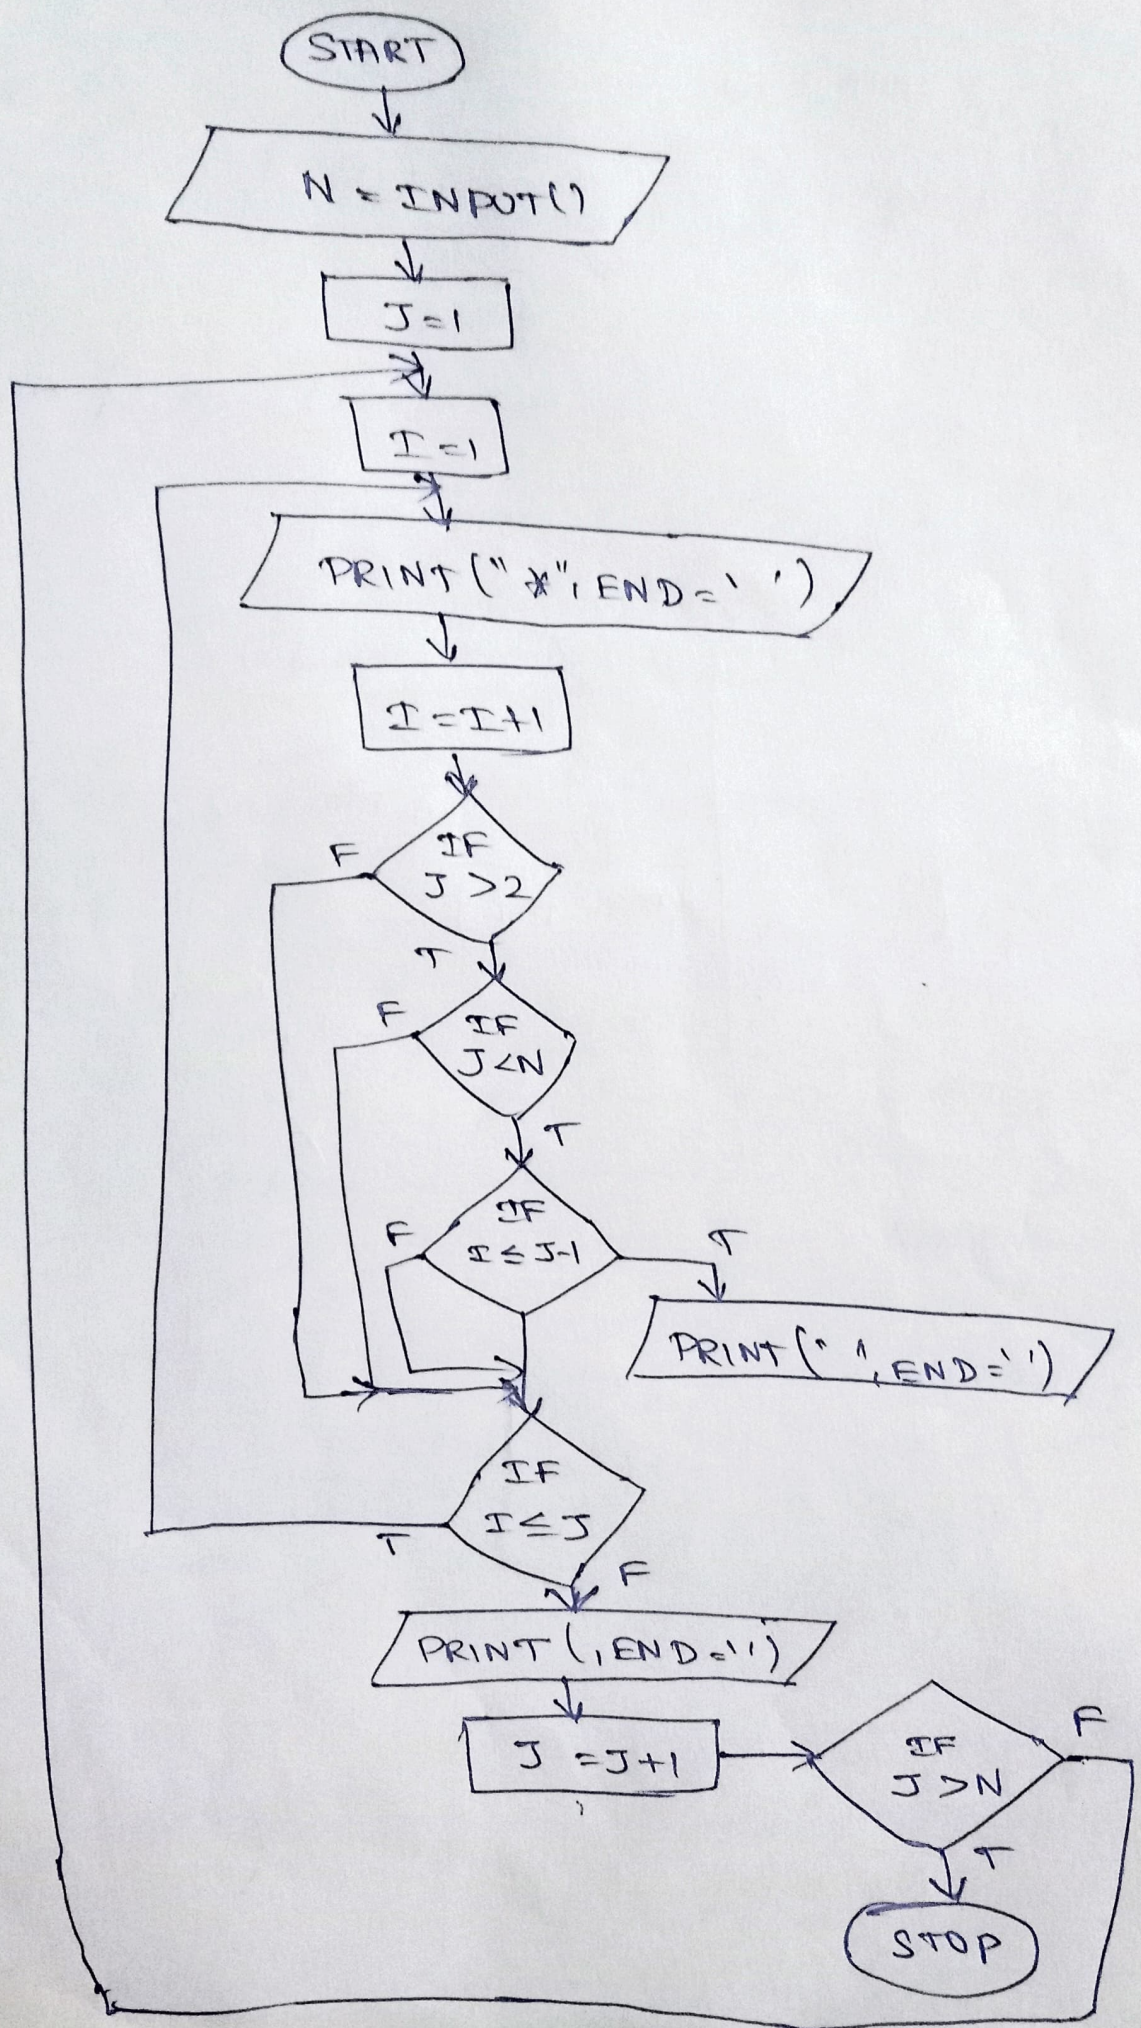 START
N = INPUT()
J=1
I=1
PRINT("*", END=' ')
I=I+1
IF
J>2
F
T
IF
J<N
F
T
IF
I≤J-1
F
T
PRINT(" ", END='')
IF
I≤J
T
F
PRINT(,END='')
J=J+1
IF
J>N
F
T
STOP